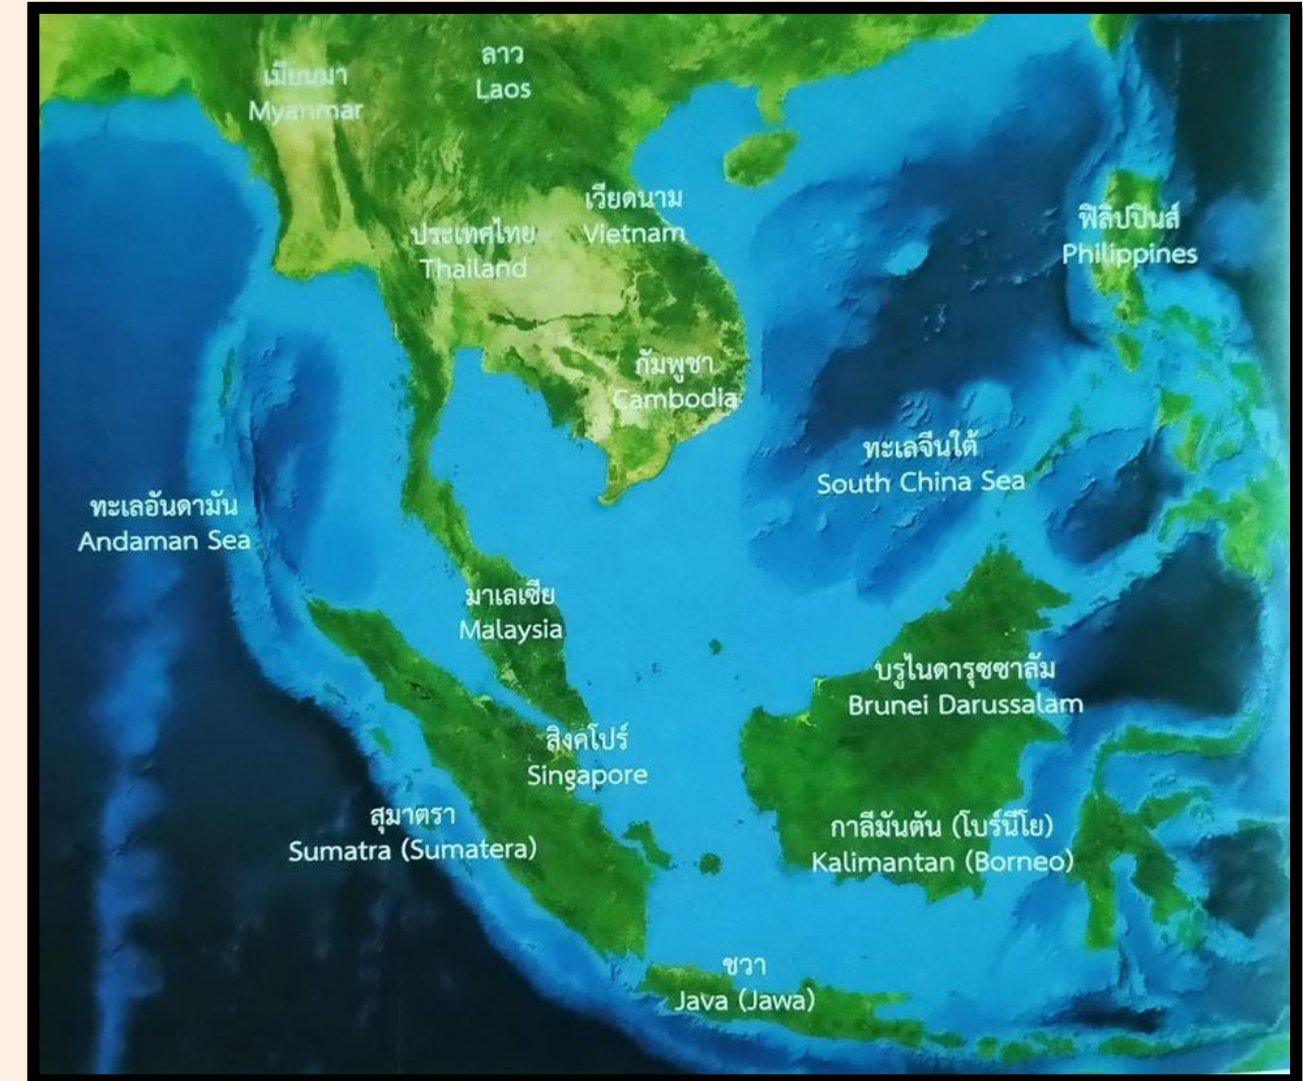 ลาว
Laos
เมียนมา
Myanmar
เวียดนาม
Vietnam
ประเทศไทย
Thailand
ฟิลิปปินส์
Philippines
กัมพูชา
Cambodia
ทะเลจีนใต้
South China Sea
ทะเลอันดามัน
Andaman Sea
มาเลเซีย
Malaysia
บรูไนดารุซซาลัม
Brunei Darussalam
สิงคโปร์
Singapore
สุมาตรา
Sumatra (Sumatera)
กาลีมันตัน (โบร์นีโย)
Kalimantan (Borneo)
ชวา
Java (Jawa)